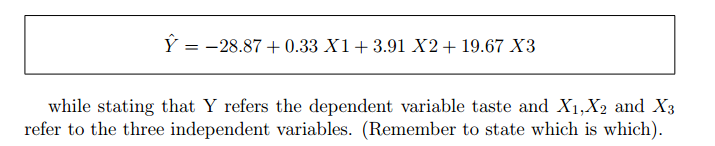 Ŷ = −28.87 + 0.33 X1 + 3.91 X2 + 19.67 X3
while stating that Y refers the dependent variable taste and X₁,X₂ and X₃
refer to the three independent variables. (Remember to state which is which).